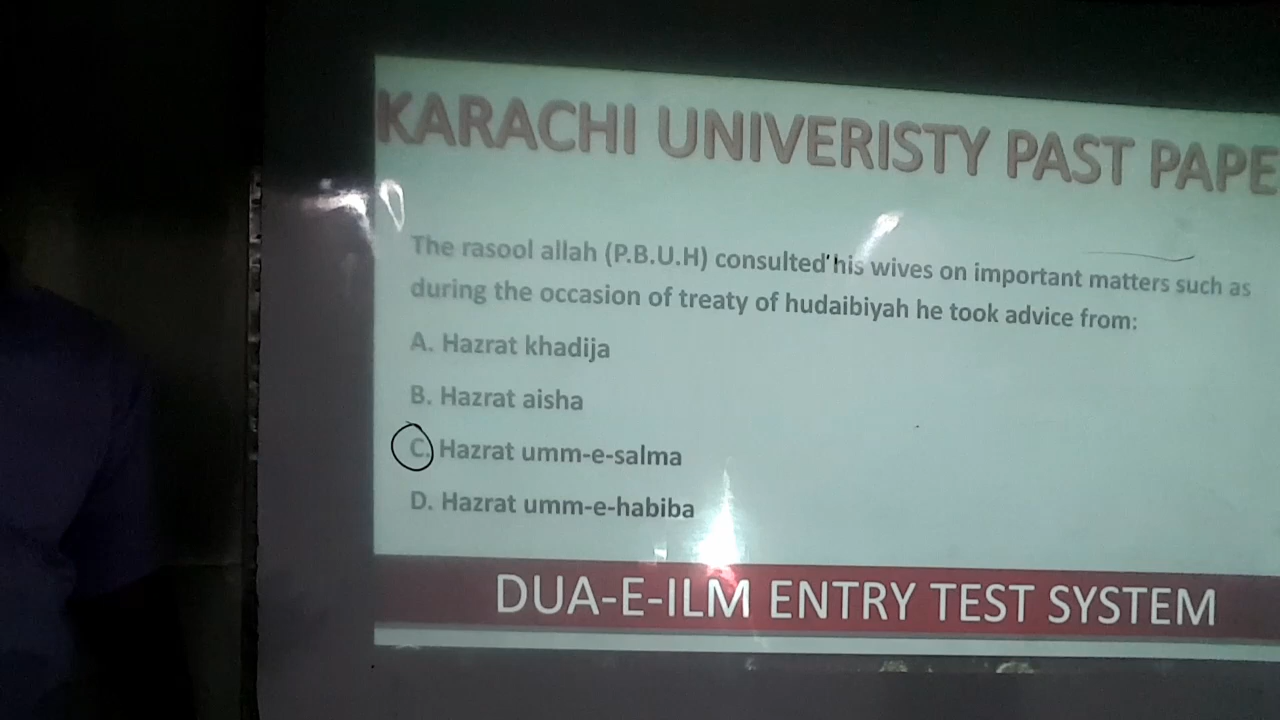 KARACHI UNIVERISTY PAST PAPE
The rasool allah (P.B.U.H) consulted his wives on important matters such as
during the occasion of treaty of hudaibiyah he took advice from:
A. Hazrat khadija
B. Hazrat aisha
C. Hazrat umm-e-salma
D. Hazrat umm-e-habiba
DUA-E-ILM ENTRY TEST SYSTEM